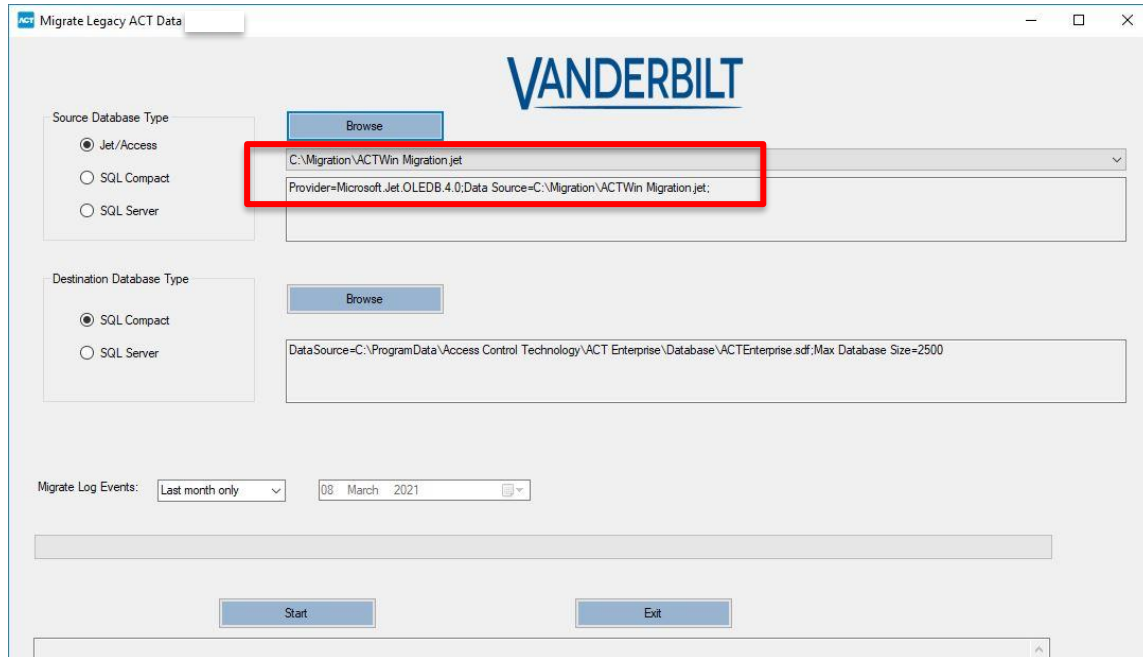 ACT Migrate Legacy ACT Data
VANDERBILT
Source Database Type
Browse
Jet/Access
C:\Migration\ACTWin Migration.jet
SQL Compact
Provider=Microsoft.Jet.OLEDB.4.0;Data Source=C:\Migration\ACTWin Migration.jet;
SQL Server
Destination Database Type
Browse
SQL Compact
SQL Server
DataSource=C:\ProgramData\Access Control Technology\ACT Enterprise\Database\ACTEnterprise.sdf;Max Database Size=2500
Migrate Log Events: Last month only 08 March 2021
Start Exit